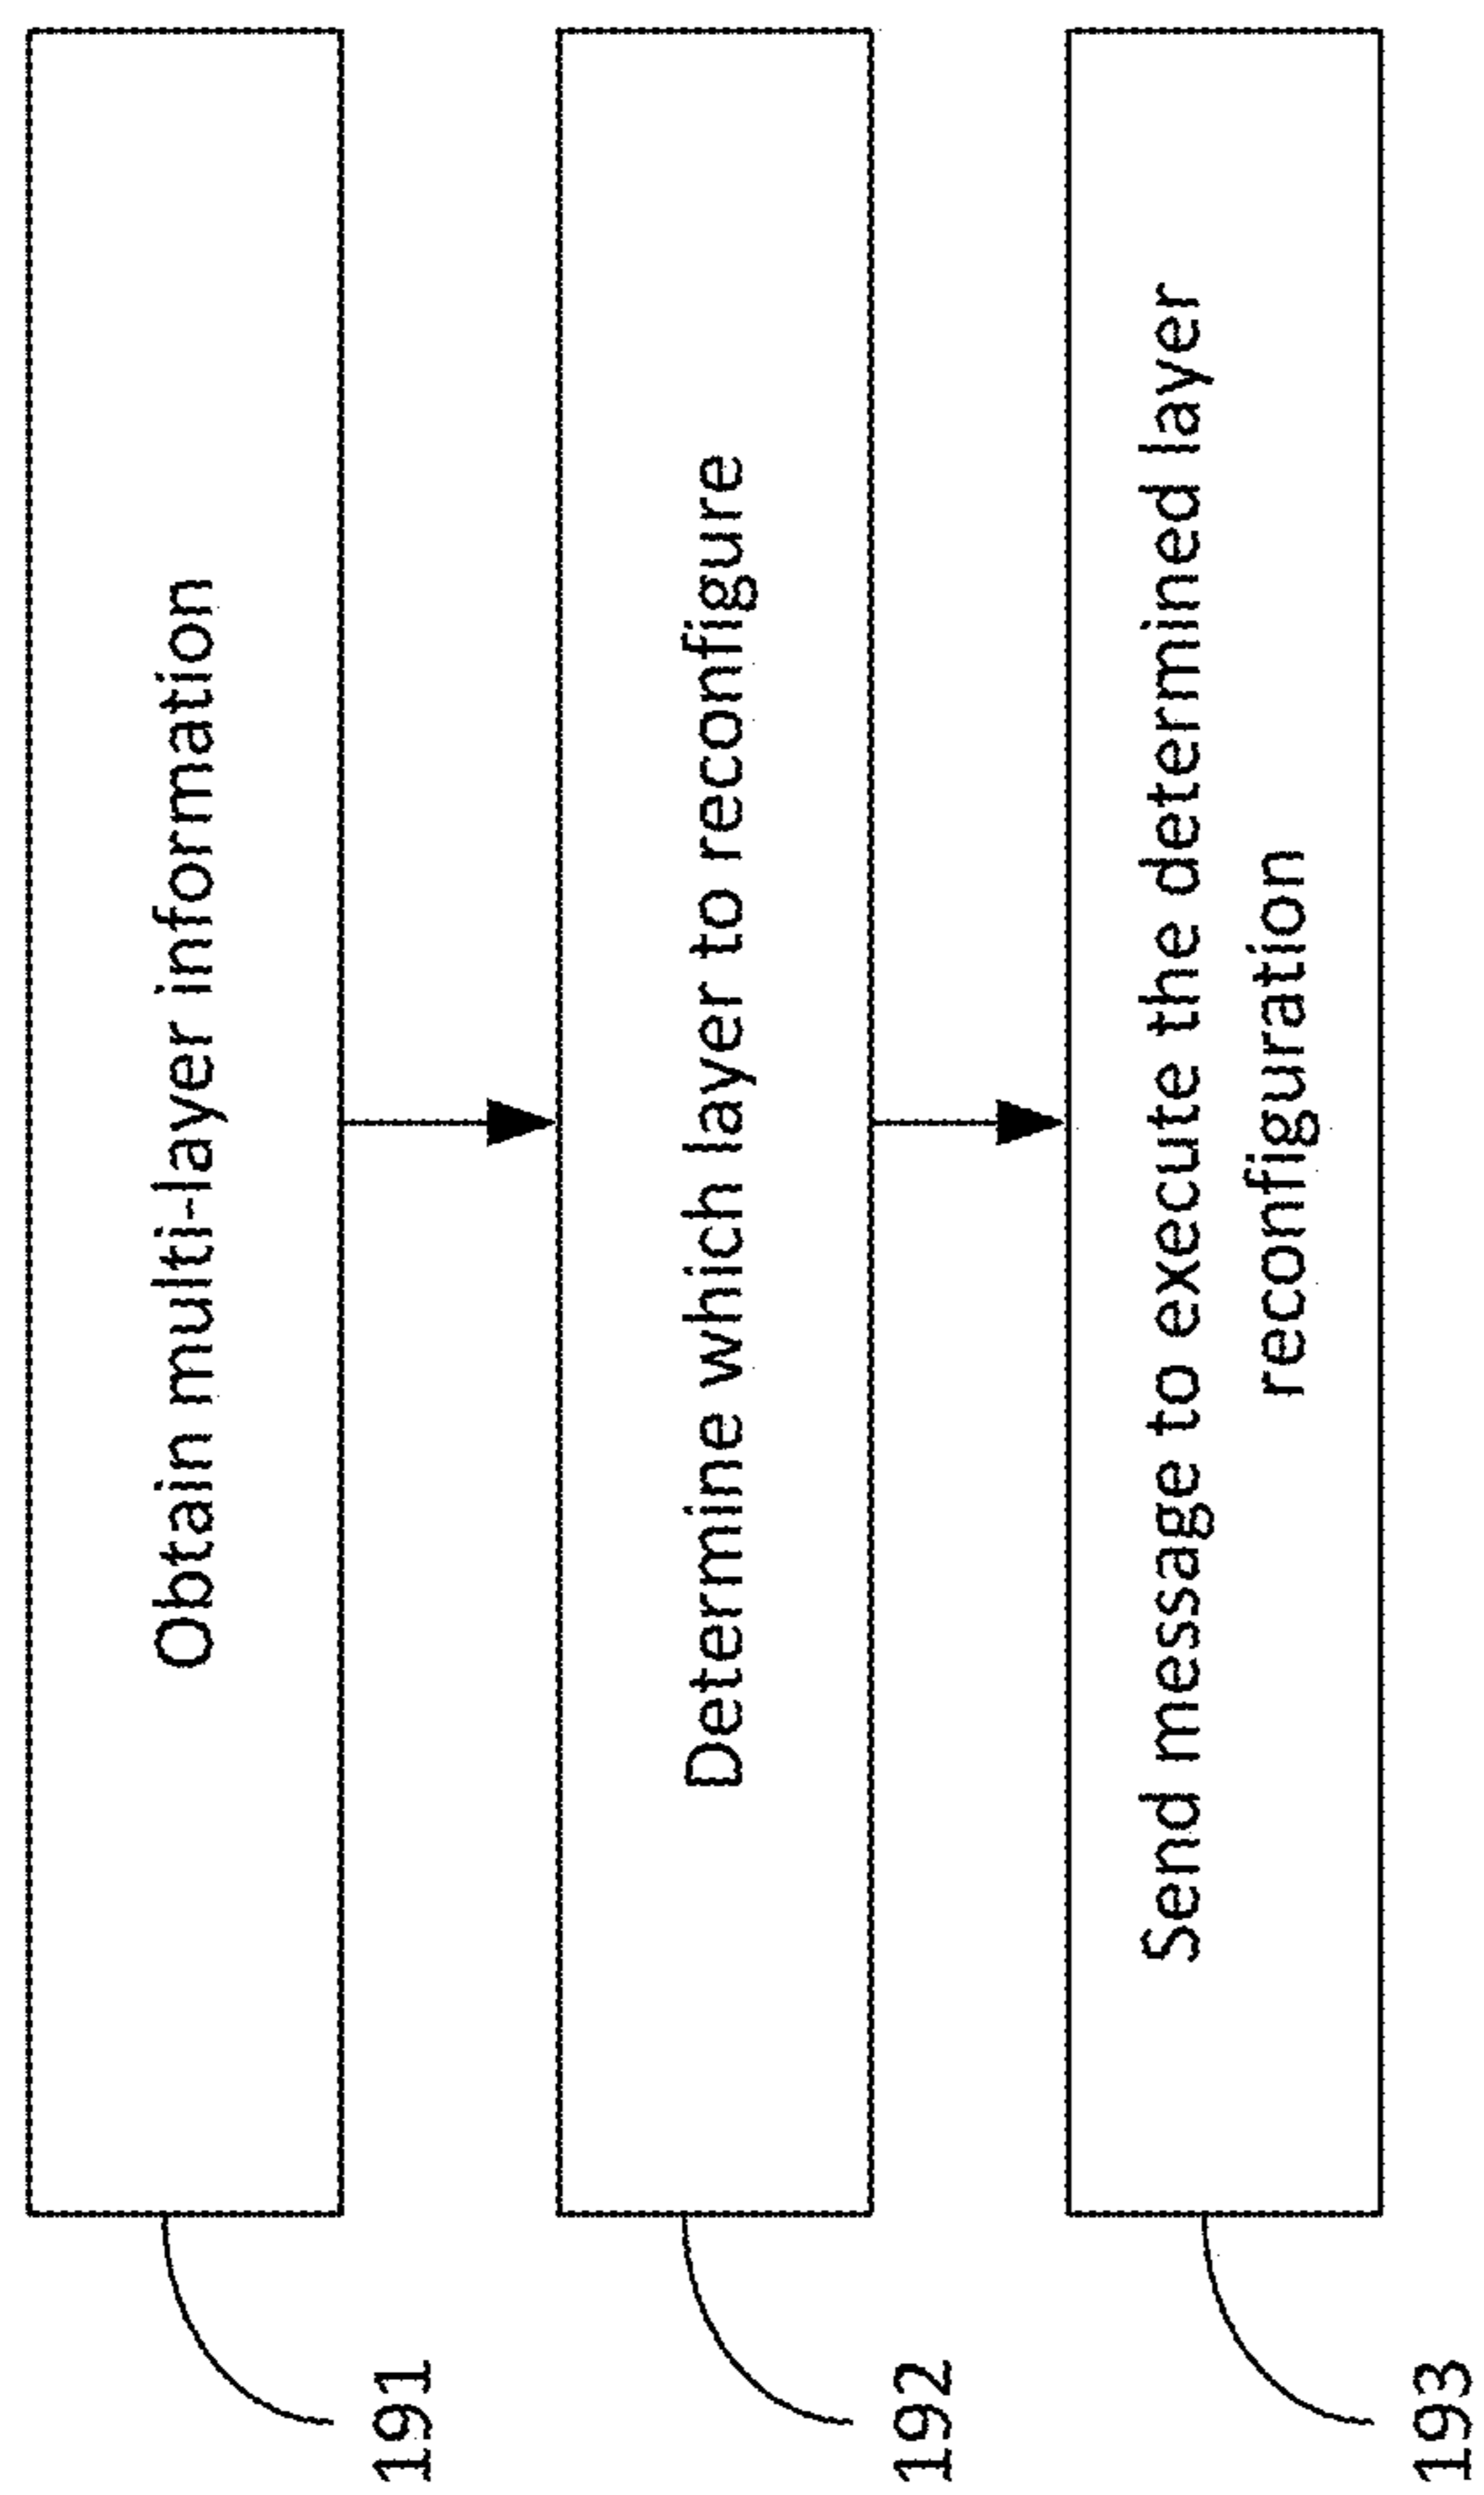 Obtain multi-layer information
191
Determine which layer to reconfigure
192
Send message to execute the determined layer
reconfiguration
193